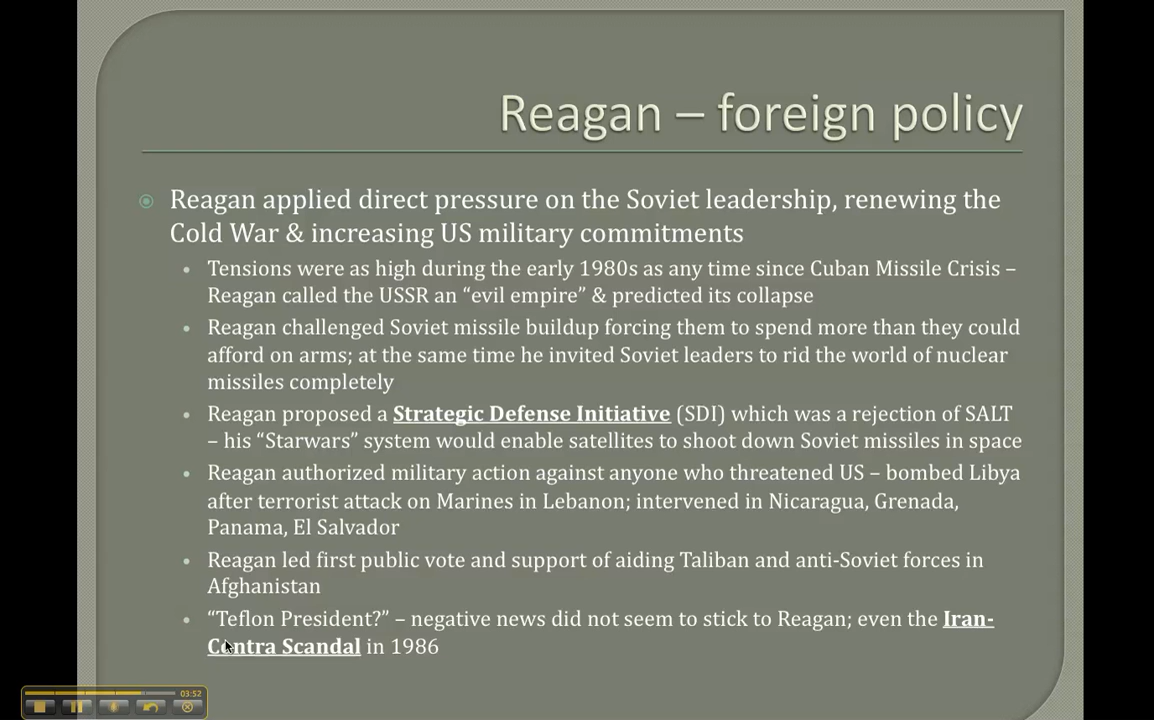 Reagan – foreign policy
Reagan applied direct pressure on the Soviet leadership, renewing the
Cold War & increasing US military commitments
Tensions were as high during the early 1980s as any time since Cuban Missile Crisis –
Reagan called the USSR an “evil empire” & predicted its collapse
Reagan challenged Soviet missile buildup forcing them to spend more than they could
afford on arms; at the same time he invited Soviet leaders to rid the world of nuclear
missiles completely
Reagan proposed a Strategic Defense Initiative (SDI) which was a rejection of SALT
– his “Starwars” system would enable satellites to shoot down Soviet missiles in space
Reagan authorized military action against anyone who threatened US – bombed Libya
after terrorist attack on Marines in Lebanon; intervened in Nicaragua, Grenada,
Panama, El Salvador
Reagan led first public vote and support of aiding Taliban and anti-Soviet forces in
Afghanistan
“Teflon President?” – negative news did not seem to stick to Reagan; even the Iran-
Contra Scandal in 1986
03:52